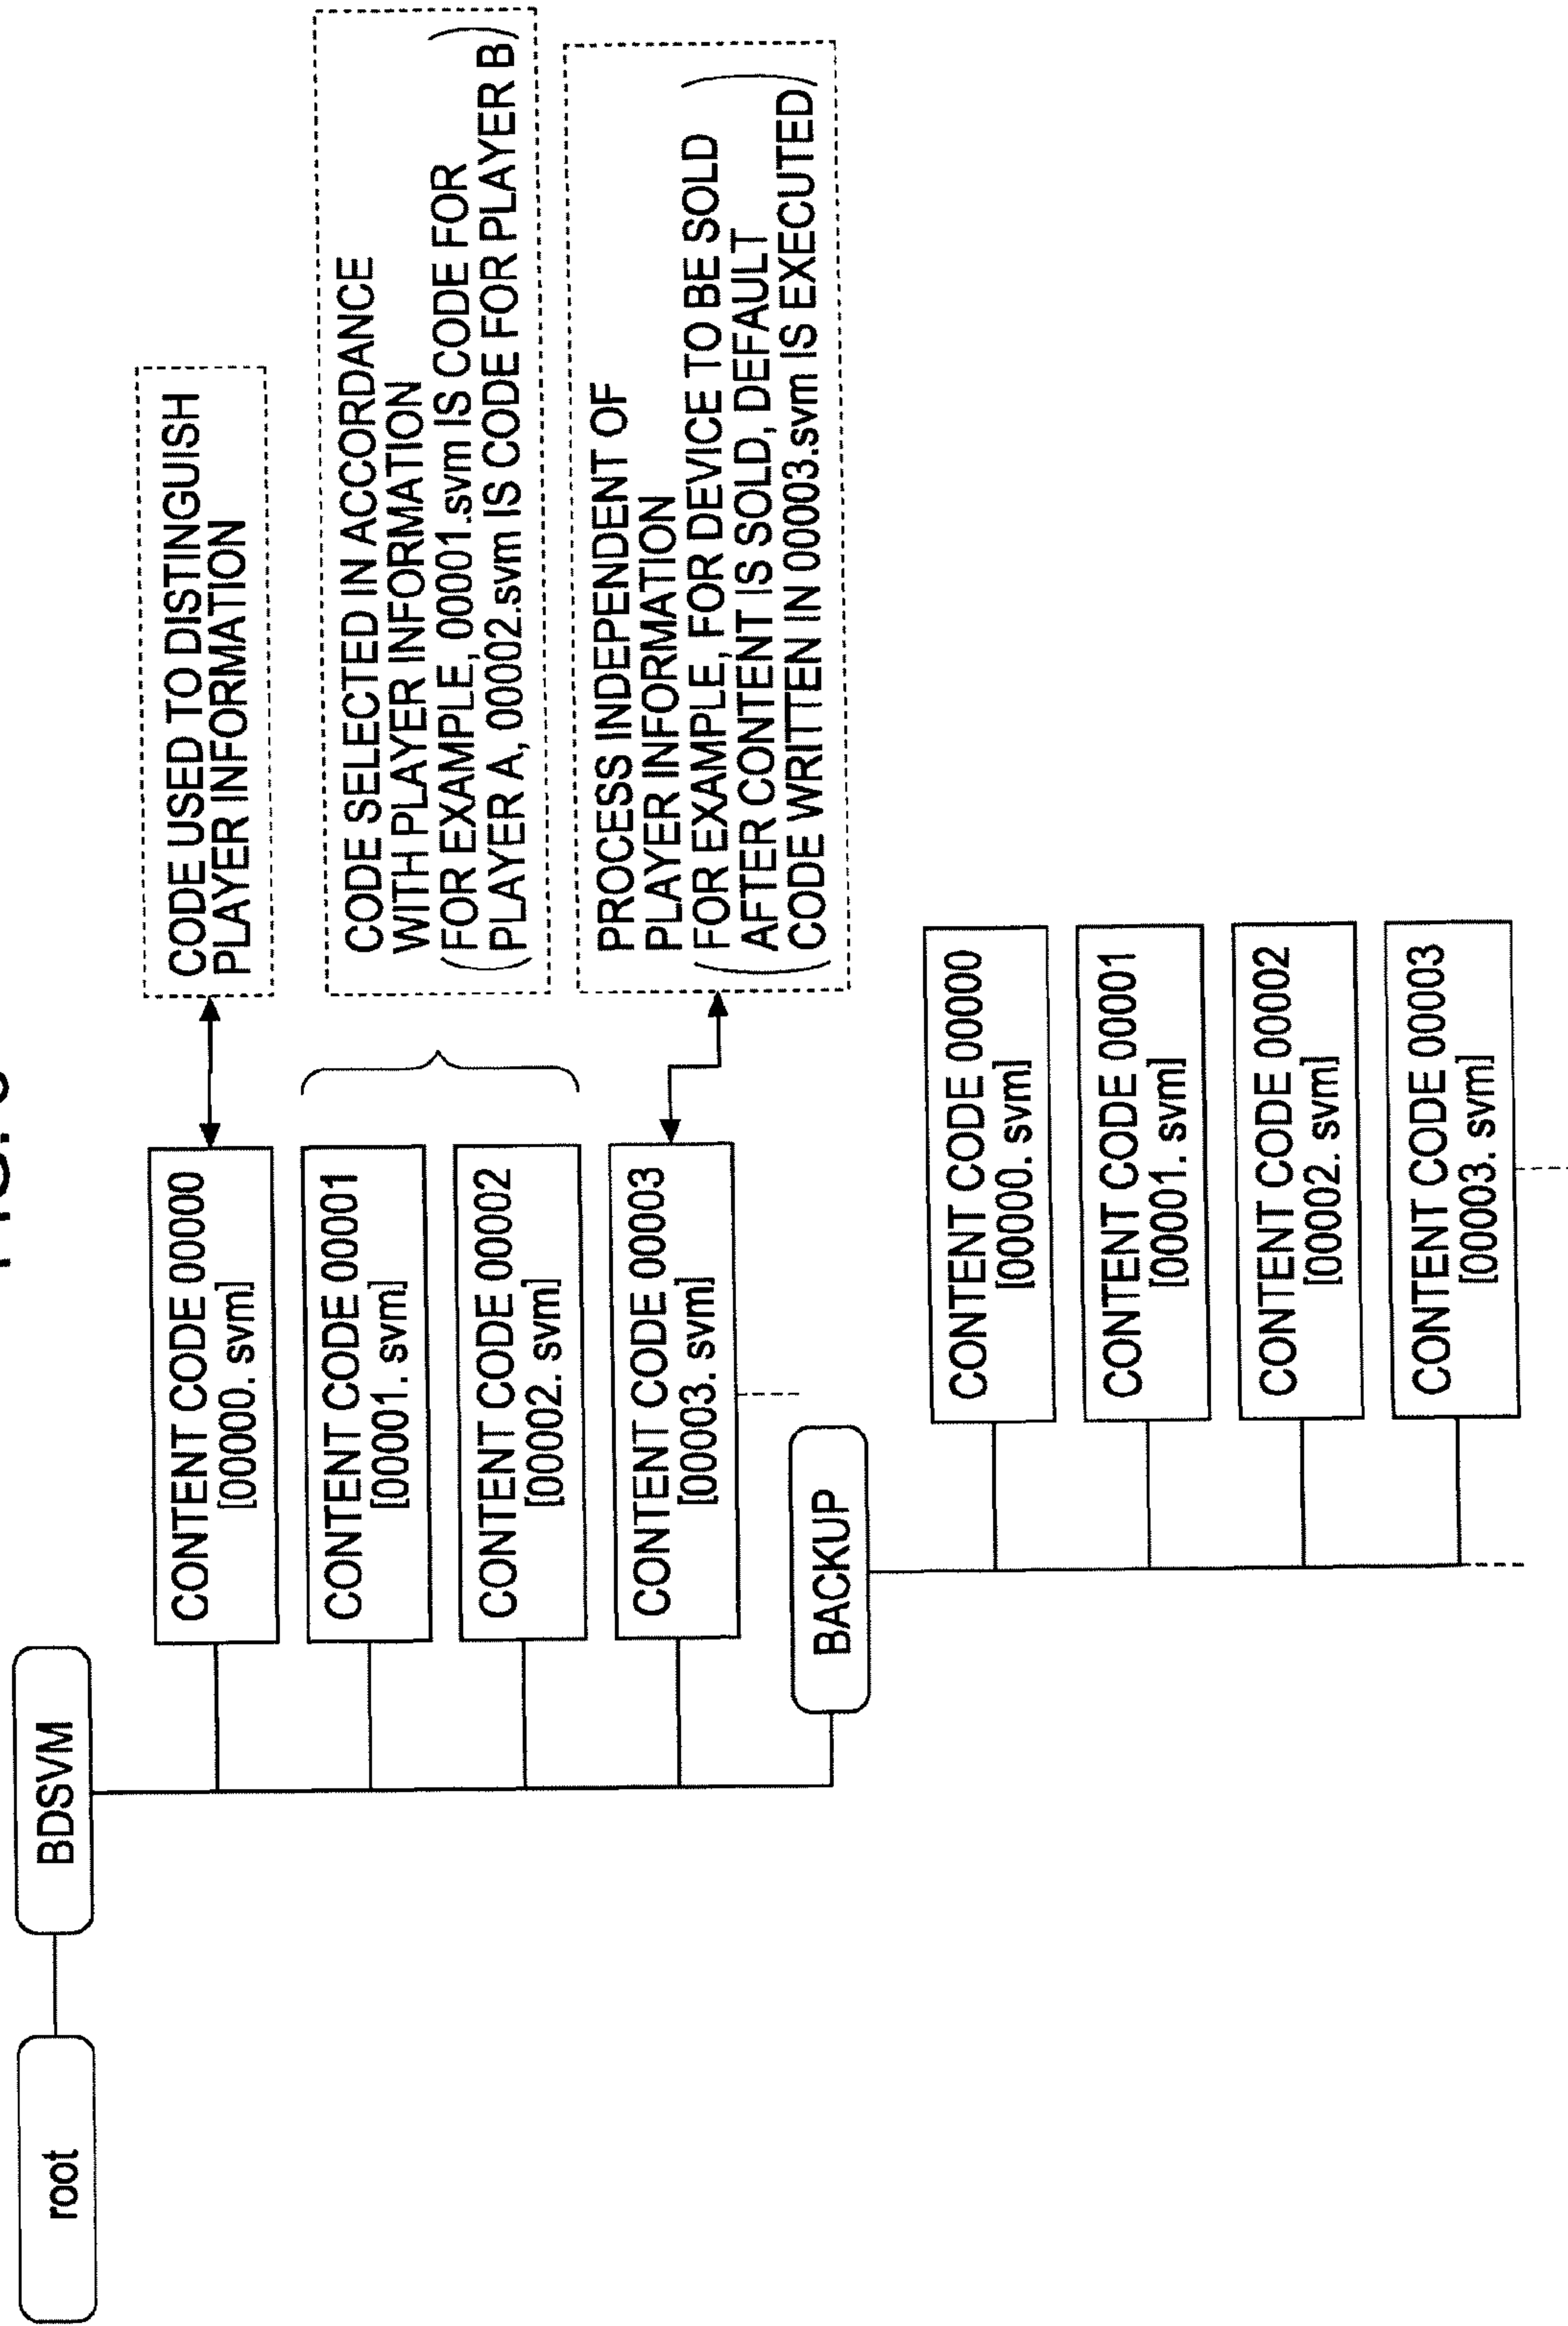 root
BDSVM
CONTENT CODE 00000
[00000. svm]
CODE USED TO DISTINGUISH
PLAYER INFORMATION
CONTENT CODE 00001
[00001. svm]
CONTENT CODE 00002
[00002. svm]
CODE SELECTED IN ACCORDANCE
WITH PLAYER INFORMATION
(FOR EXAMPLE, 00001.svm IS CODE FOR
PLAYER A, 00002.svm IS CODE FOR PLAYER B)
CONTENT CODE 00003
[00003. svm]
PROCESS INDEPENDENT OF
PLAYER INFORMATION
(FOR EXAMPLE, FOR DEVICE TO BE SOLD
AFTER CONTENT IS SOLD, DEFAULT
CODE WRITTEN IN 00003.svm IS EXECUTED)
BACKUP
CONTENT CODE 00000
[00000. svm]
CONTENT CODE 00001
[00001. svm]
CONTENT CODE 00002
[00002. svm]
CONTENT CODE 00003
[00003. svm]